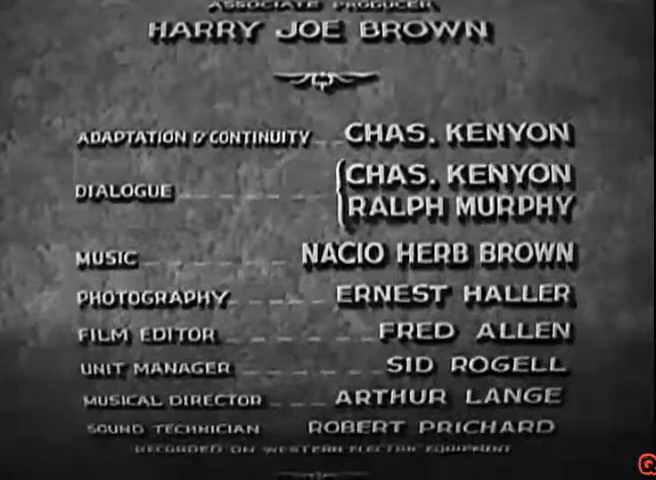 ASSOCIATE PRODUCER
HARRY JOE BROWN
ADAPTATION & CONTINUITY __ CHAS. KENYON
DIALOGUE _ _ _ _ _ _ { CHAS. KENYON
RALPH MURPHY
MUSIC _ _ _ _ _ _ NACIO HERB BROWN
PHOTOGRAPHY _ _ _ _ ERNEST HALLER
FILM EDITOR _ _ _ _ _ _ FRED ALLEN
UNIT MANAGER _ _ _ _ _ _ SID ROGELL
MUSICAL DIRECTOR _ _ _ ARTHUR LANGE
SOUND TECHNICIAN ROBERT PRICHARD
RECORDED ON WESTERN ELECTRIC EQUIPMENT
Q